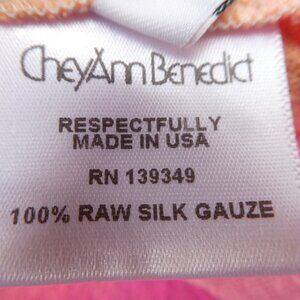 CheyAnn Benedict
RESPECTFULLY
MADE IN USA
RN 139349
100% RAW SILK GAUZE